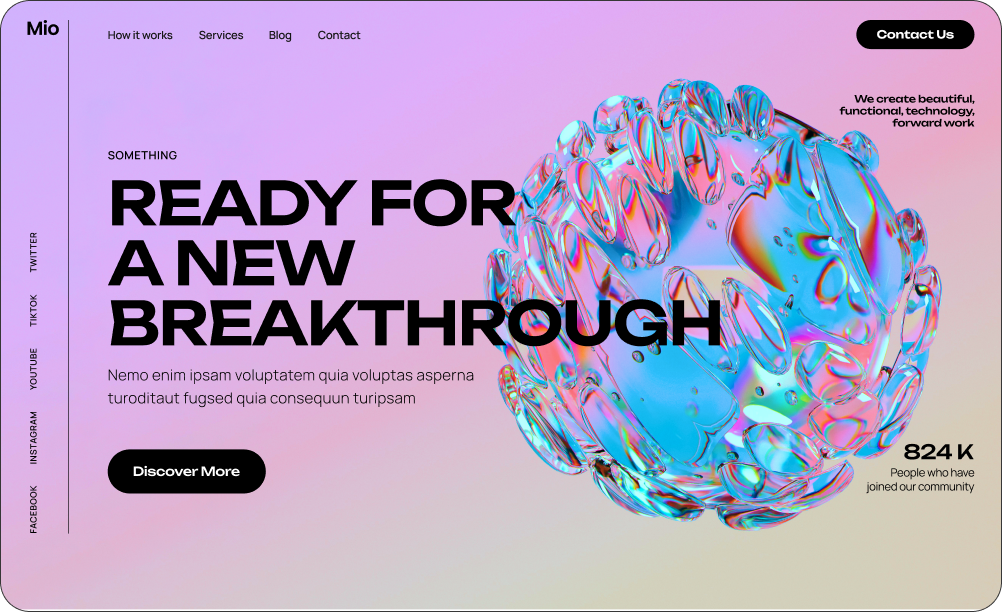 Mio
How it works
Services
Blog
Contact
Contact Us
We create beautiful,
functional, technology,
forward work
SOMETHING
READY FOR
A NEW
BREAKTHROUGH
Nemo enim ipsam voluptatem quia voluptas asperna
turoditaut fugsed quia consequun turipsam
Discover More
TWITTER
TIKTOK
YOUTUBE
INSTAGRAM
FACEBOOK
824 K
People who have
joined our community